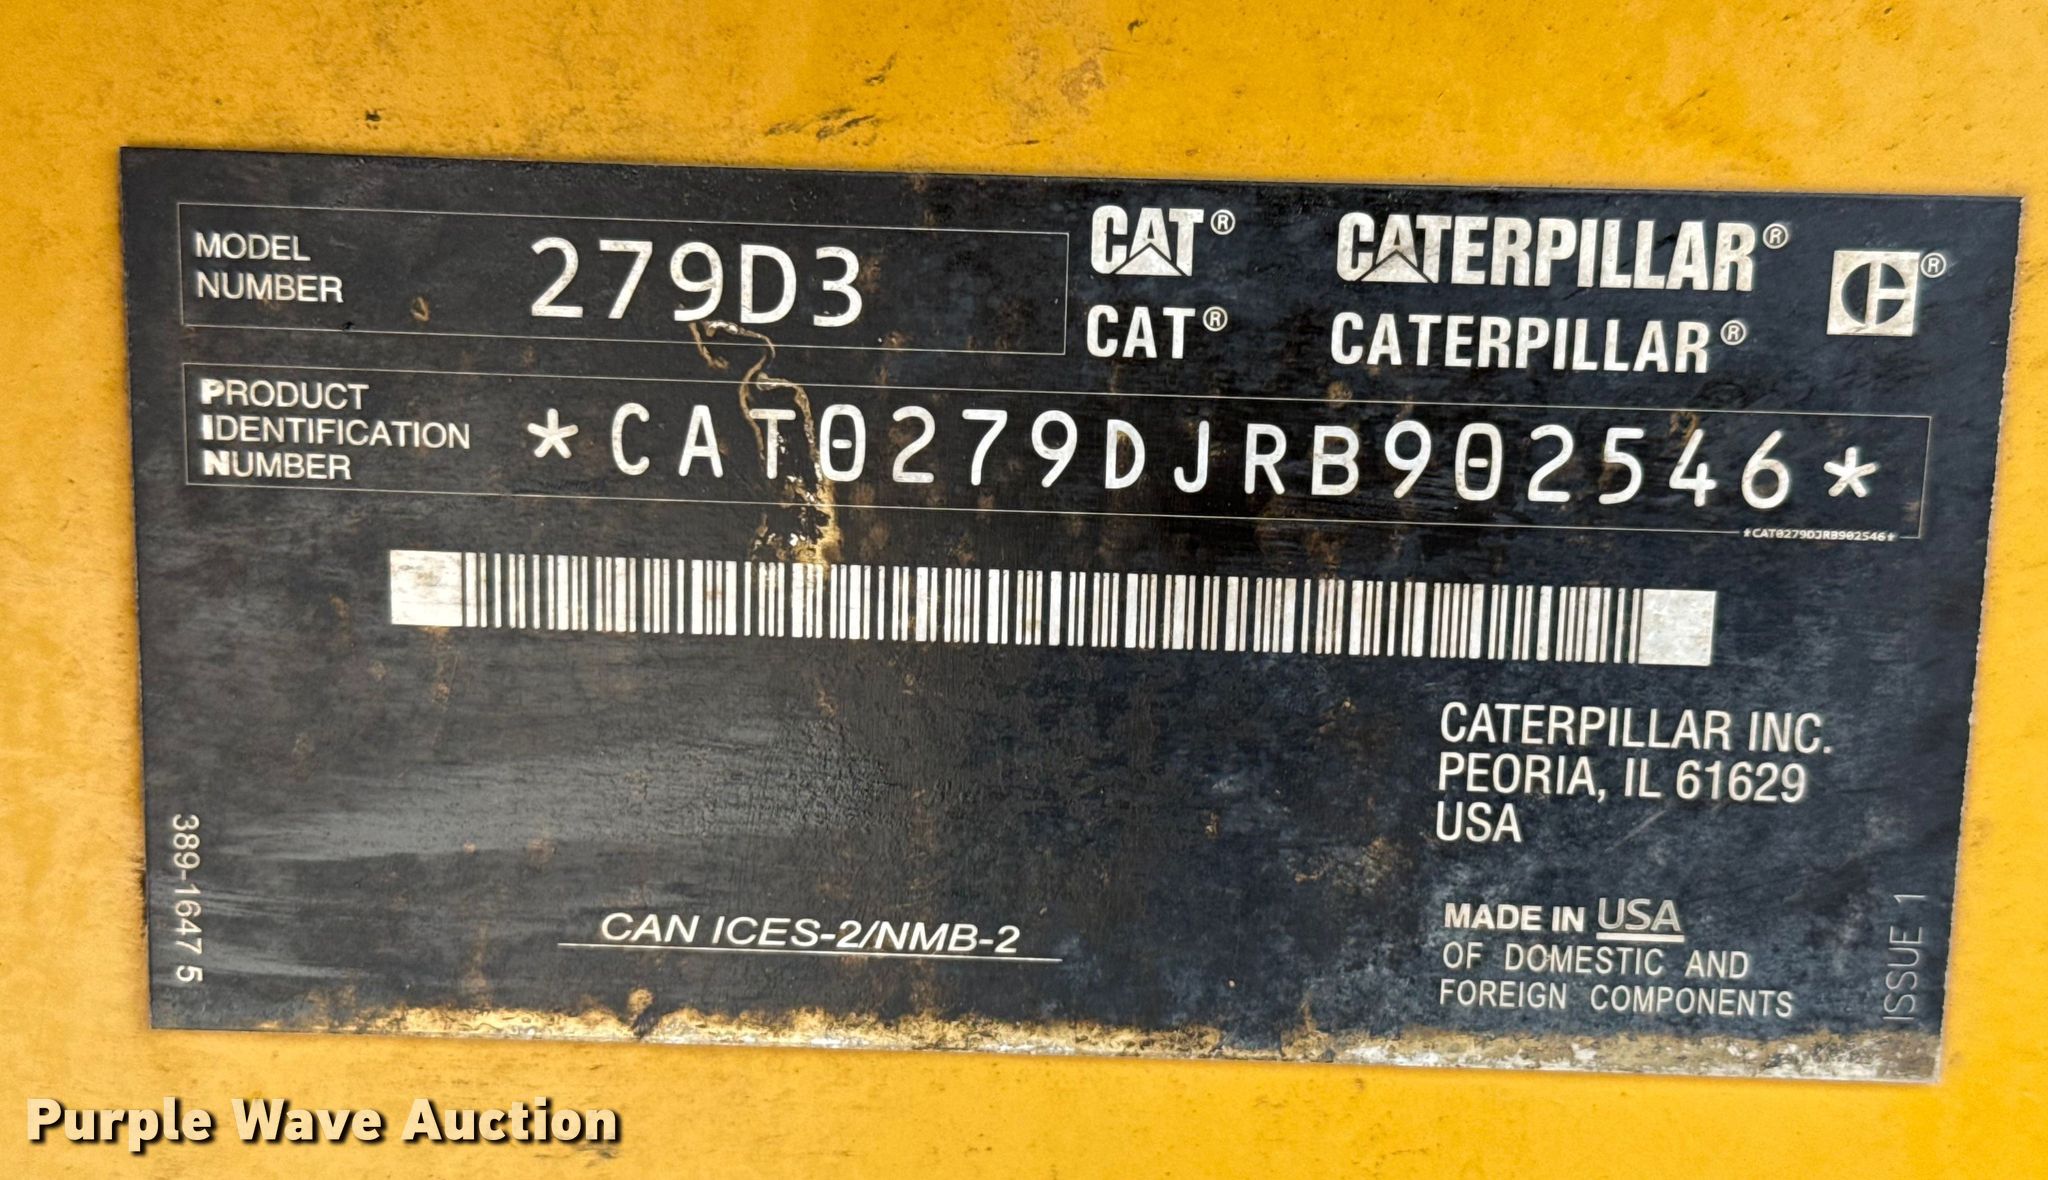 MODEL NUMBER 279D3
CAT® CATERPILLAR®
CAT® CATERPILLAR®
PRODUCT IDENTIFICATION NUMBER *CAT0279DJRB902546*
*CAT0279DJRB902546*
CATERPILLAR INC.
PEORIA, IL 61629
USA
389-1647 5
CAN ICES-2/NMB-2
MADE IN USA
OF DOMESTIC AND
FOREIGN COMPONENTS
ISSUE 1
Purple Wave Auction